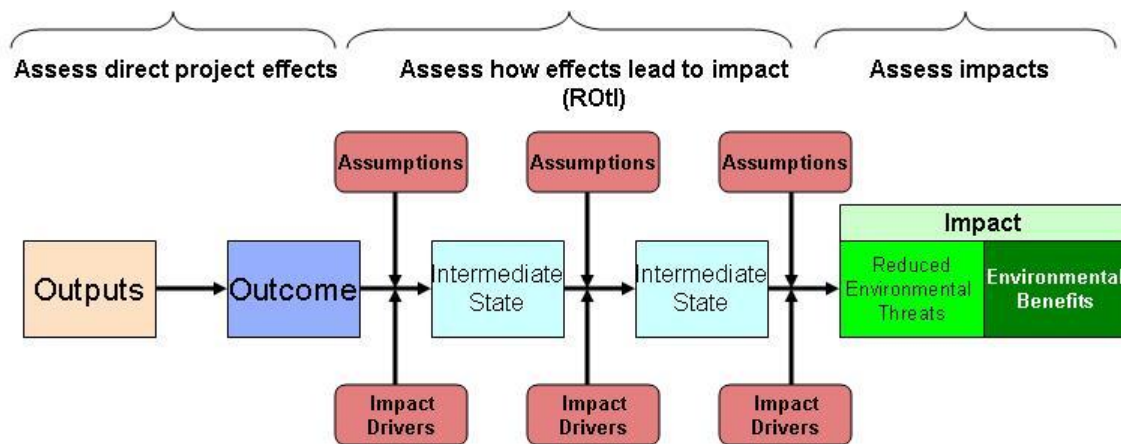 Assess direct project effects
Assess how effects lead to impact
(ROtI)
Assess impacts
Assumptions
Assumptions
Assumptions
Outputs
Outcome
Intermediate
State
Intermediate
State
Impact
Reduced
Environmental
Threats
Environmental
Benefits
Impact
Drivers
Impact
Drivers
Impact
Drivers